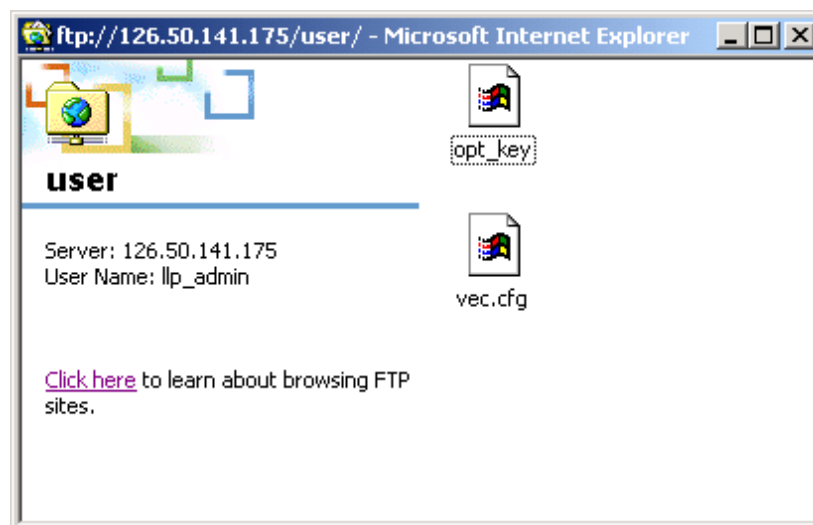 ftp://126.50.141.175/user/ - Microsoft Internet Explorer
opt_key
user
Server: 126.50.141.175
User Name: llp_admin
vec.cfg
Click here to learn about browsing FTP
sites.